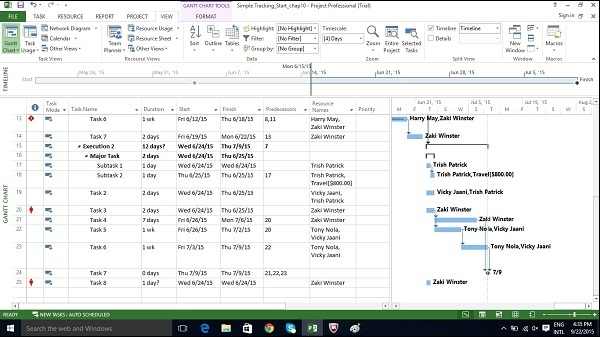 GANTT CHART TOOLS
Simple Tracking_Start_chap10 - Project Professional (Trial)
FILE TASK RESOURCE REPORT PROJECT VIEW FORMAT Sign in
Gantt Chart Task Usage
Network Diagram
Calendar
Other Views
Team Planner
Resource Usage
Resource Sheet
Other Views
Sort Outline Tables
Highlight: [No Highlight]
Filter: [No Filter]
Group by: [No Group]
Timescale:
[4] Days
Zoom Entire Project Selected Tasks
Timeline Timeline
Details
New Window
Macros
Task Views Resource Views Data Zoom Split View Window Macros
TIMELINE
Mon 6/15/15
May 24, '15 May 31, '15 Jun 7, '15 Jun 14, '15 Jun 21, '15 Jun 28, '15 Jul 5, '15
Start
Finish
Task Mode Task Name Duration Start Finish Predecessors Resource Names Priority
Jun 21, '15 Jul 5, '15 Jul 19, '15 Aug 2
GANTT CHART
13 Task 6 1 wk Fri 6/12/15 Thu 6/18/15 8,11 Harry May, Zaki Winster
Harry May,Zaki Winster
14 Task 7 2 days Fri 6/19/15 Mon 6/22/15 13 Zaki Winster
Zaki Winster
15 Execution 2 12 days? Wed 6/24/15 Thu 7/9/15 7
16 Major Task 2 days Wed 6/24/15 Thu 6/25/15
17 Subtask 1 1 day Wed 6/24/15 Wed 6/24/15 Trish Patrick
Trish Patrick
18 Subtask 2 1 day Thu 6/25/15 Thu 6/25/15 17 Trish Patrick, Travel[$800.00]
Trish Patrick,Travel[$800.00]
19 Task 2 2 days Wed 6/24/15 Thu 6/25/15 Vicky Jaani, Trish Patrick
Vicky Jaani,Trish Patrick
20 Task 3 2 days Wed 6/24/15 Thu 6/25/15 Zaki Winster
Zaki Winster
21 Task 4 7 days Fri 6/26/15 Mon 7/6/15 20 Zaki Winster
Zaki Winster
22 Task 5 1 wk Fri 6/26/15 Thu 7/2/15 20 Tony Nola, Vicky Jaani
Tony Nola,Vicky Jaani
23 Task 6 1 wk Fri 7/3/15 Thu 7/9/15 22 Tony Nola, Vicky Jaani
Tony Nola,Vicky Jaani
24 Task 7 0 days Thu 7/9/15 Thu 7/9/15 21,22,23
7/9
25 Task 8 1 day? Wed 6/24/15 Wed 6/24/15 Zaki Winster
Zaki Winster
READY NEW TASKS : AUTO SCHEDULED
Search the web and Windows
ENG
INTL
4:35 PM
9/22/2015